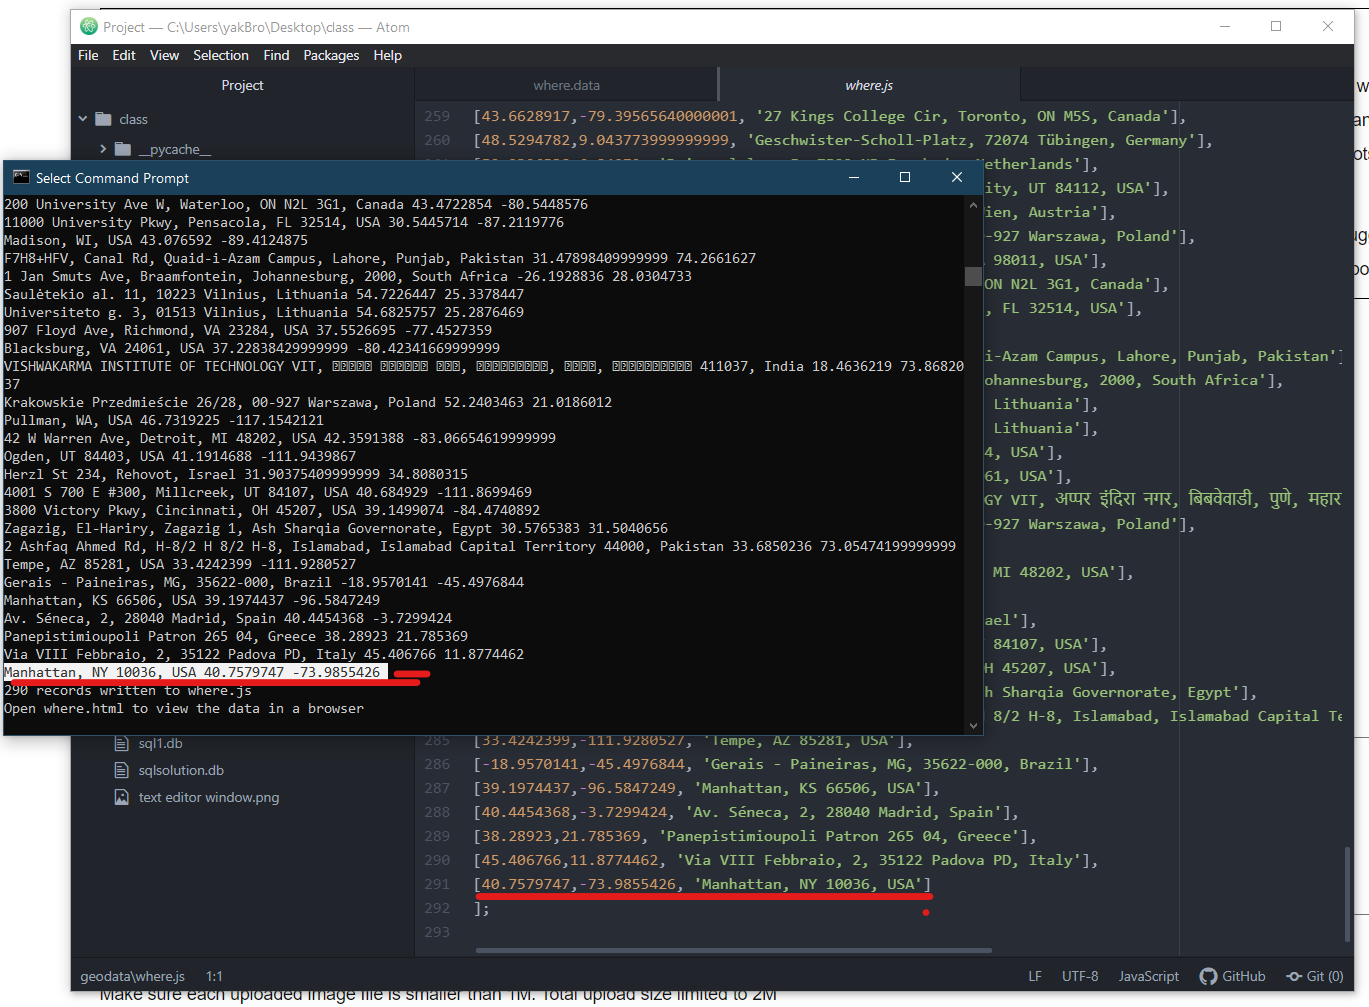 Project — C:\Users\yakBro\Desktop\class — Atom
File Edit View Selection Find Packages Help
Project
where.data
where.js
class
__pycache__
259 [43.6628917,-79.39565640000001, '27 Kings College Cir, Toronto, ON M5S, Canada'],
260 [48.5294782,9.043773999999999, 'Geschwister-Scholl-Platz, 72074 Tübingen, Germany'],
Netherlands'],
ity, UT 84112, USA'],
ien, Austria'],
-927 Warszawa, Poland'],
98011, USA'],
ON N2L 3G1, Canada'],
, FL 32514, USA'],
i-Azam Campus, Lahore, Punjab, Pakistan']
ohannesburg, 2000, South Africa'],
Lithuania'],
Lithuania'],
4, USA'],
61, USA'],
GY VIT, अप्पर इंदिरा नगर, बिबवेवाडी, पुणे, महार
-927 Warszawa, Poland'],
MI 48202, USA'],
ael'],
84107, USA'],
H 45207, USA'],
h Sharqia Governorate, Egypt'],
8/2 H-8, Islamabad, Islamabad Capital Te
Select Command Prompt
200 University Ave W, Waterloo, ON N2L 3G1, Canada 43.4722854 -80.5448576
11000 University Pkwy, Pensacola, FL 32514, USA 30.5445714 -87.2119776
Madison, WI, USA 43.076592 -89.4124875
F7H8+HFV, Canal Rd, Quaid-i-Azam Campus, Lahore, Punjab, Pakistan 31.47898409999999 74.2661627
1 Jan Smuts Ave, Braamfontein, Johannesburg, 2000, South Africa -26.1928836 28.0304733
Saulėtekio al. 11, 10223 Vilnius, Lithuania 54.7226447 25.3378447
Universiteto g. 3, 01513 Vilnius, Lithuania 54.6825757 25.2876469
907 Floyd Ave, Richmond, VA 23284, USA 37.5526695 -77.4527359
Blacksburg, VA 24061, USA 37.22838429999999 -80.42341669999999
VISHWAKARMA INSTITUTE OF TECHNOLOGY VIT, 411037, India 18.4636219 73.86820
37
Krakowskie Przedmieście 26/28, 00-927 Warszawa, Poland 52.2403463 21.0186012
Pullman, WA, USA 46.7319225 -117.1542121
42 W Warren Ave, Detroit, MI 48202, USA 42.3591388 -83.06654619999999
Ogden, UT 84403, USA 41.1914688 -111.9439867
Herzl St 234, Rehovot, Israel 31.90375409999999 34.8080315
4001 S 700 E #300, Millcreek, UT 84107, USA 40.684929 -111.8699469
3800 Victory Pkwy, Cincinnati, OH 45207, USA 39.1499074 -84.4740892
Zagazig, El-Hariry, Zagazig 1, Ash Sharqia Governorate, Egypt 30.5765383 31.5040656
2 Ashfaq Ahmed Rd, H-8/2 H 8/2 H-8, Islamabad, Islamabad Capital Territory 44000, Pakistan 33.6850236 73.05474199999999
Tempe, AZ 85281, USA 33.4242399 -111.9280527
Gerais - Paineiras, MG, 35622-000, Brazil -18.9570141 -45.4976844
Manhattan, KS 66506, USA 39.1974437 -96.5847249
Av. Séneca, 2, 28040 Madrid, Spain 40.4454368 -3.7299424
Panepistimioupoli Patron 265 04, Greece 38.28923 21.785369
Via VIII Febbraio, 2, 35122 Padova PD, Italy 45.406766 11.8774462
Manhattan, NY 10036, USA 40.7579747 -73.9855426
290 records written to where.js
Open where.html to view the data in a browser
sql1.db
sqlsolution.db
text editor window.png
285 [33.4242399,-111.9280527, 'Tempe, AZ 85281, USA'],
286 [-18.9570141,-45.4976844, 'Gerais - Paineiras, MG, 35622-000, Brazil'],
287 [39.1974437,-96.5847249, 'Manhattan, KS 66506, USA'],
288 [40.4454368,-3.7299424, 'Av. Séneca, 2, 28040 Madrid, Spain'],
289 [38.28923,21.785369, 'Panepistimioupoli Patron 265 04, Greece'],
290 [45.406766,11.8774462, 'Via VIII Febbraio, 2, 35122 Padova PD, Italy'],
291 [40.7579747,-73.9855426, 'Manhattan, NY 10036, USA']
292 ];
293
geodata\where.js 1:1
LF UTF-8 JavaScript GitHub Git (0)
Make sure each uploaded image file is smaller than 1M. Total upload size limited to 2M